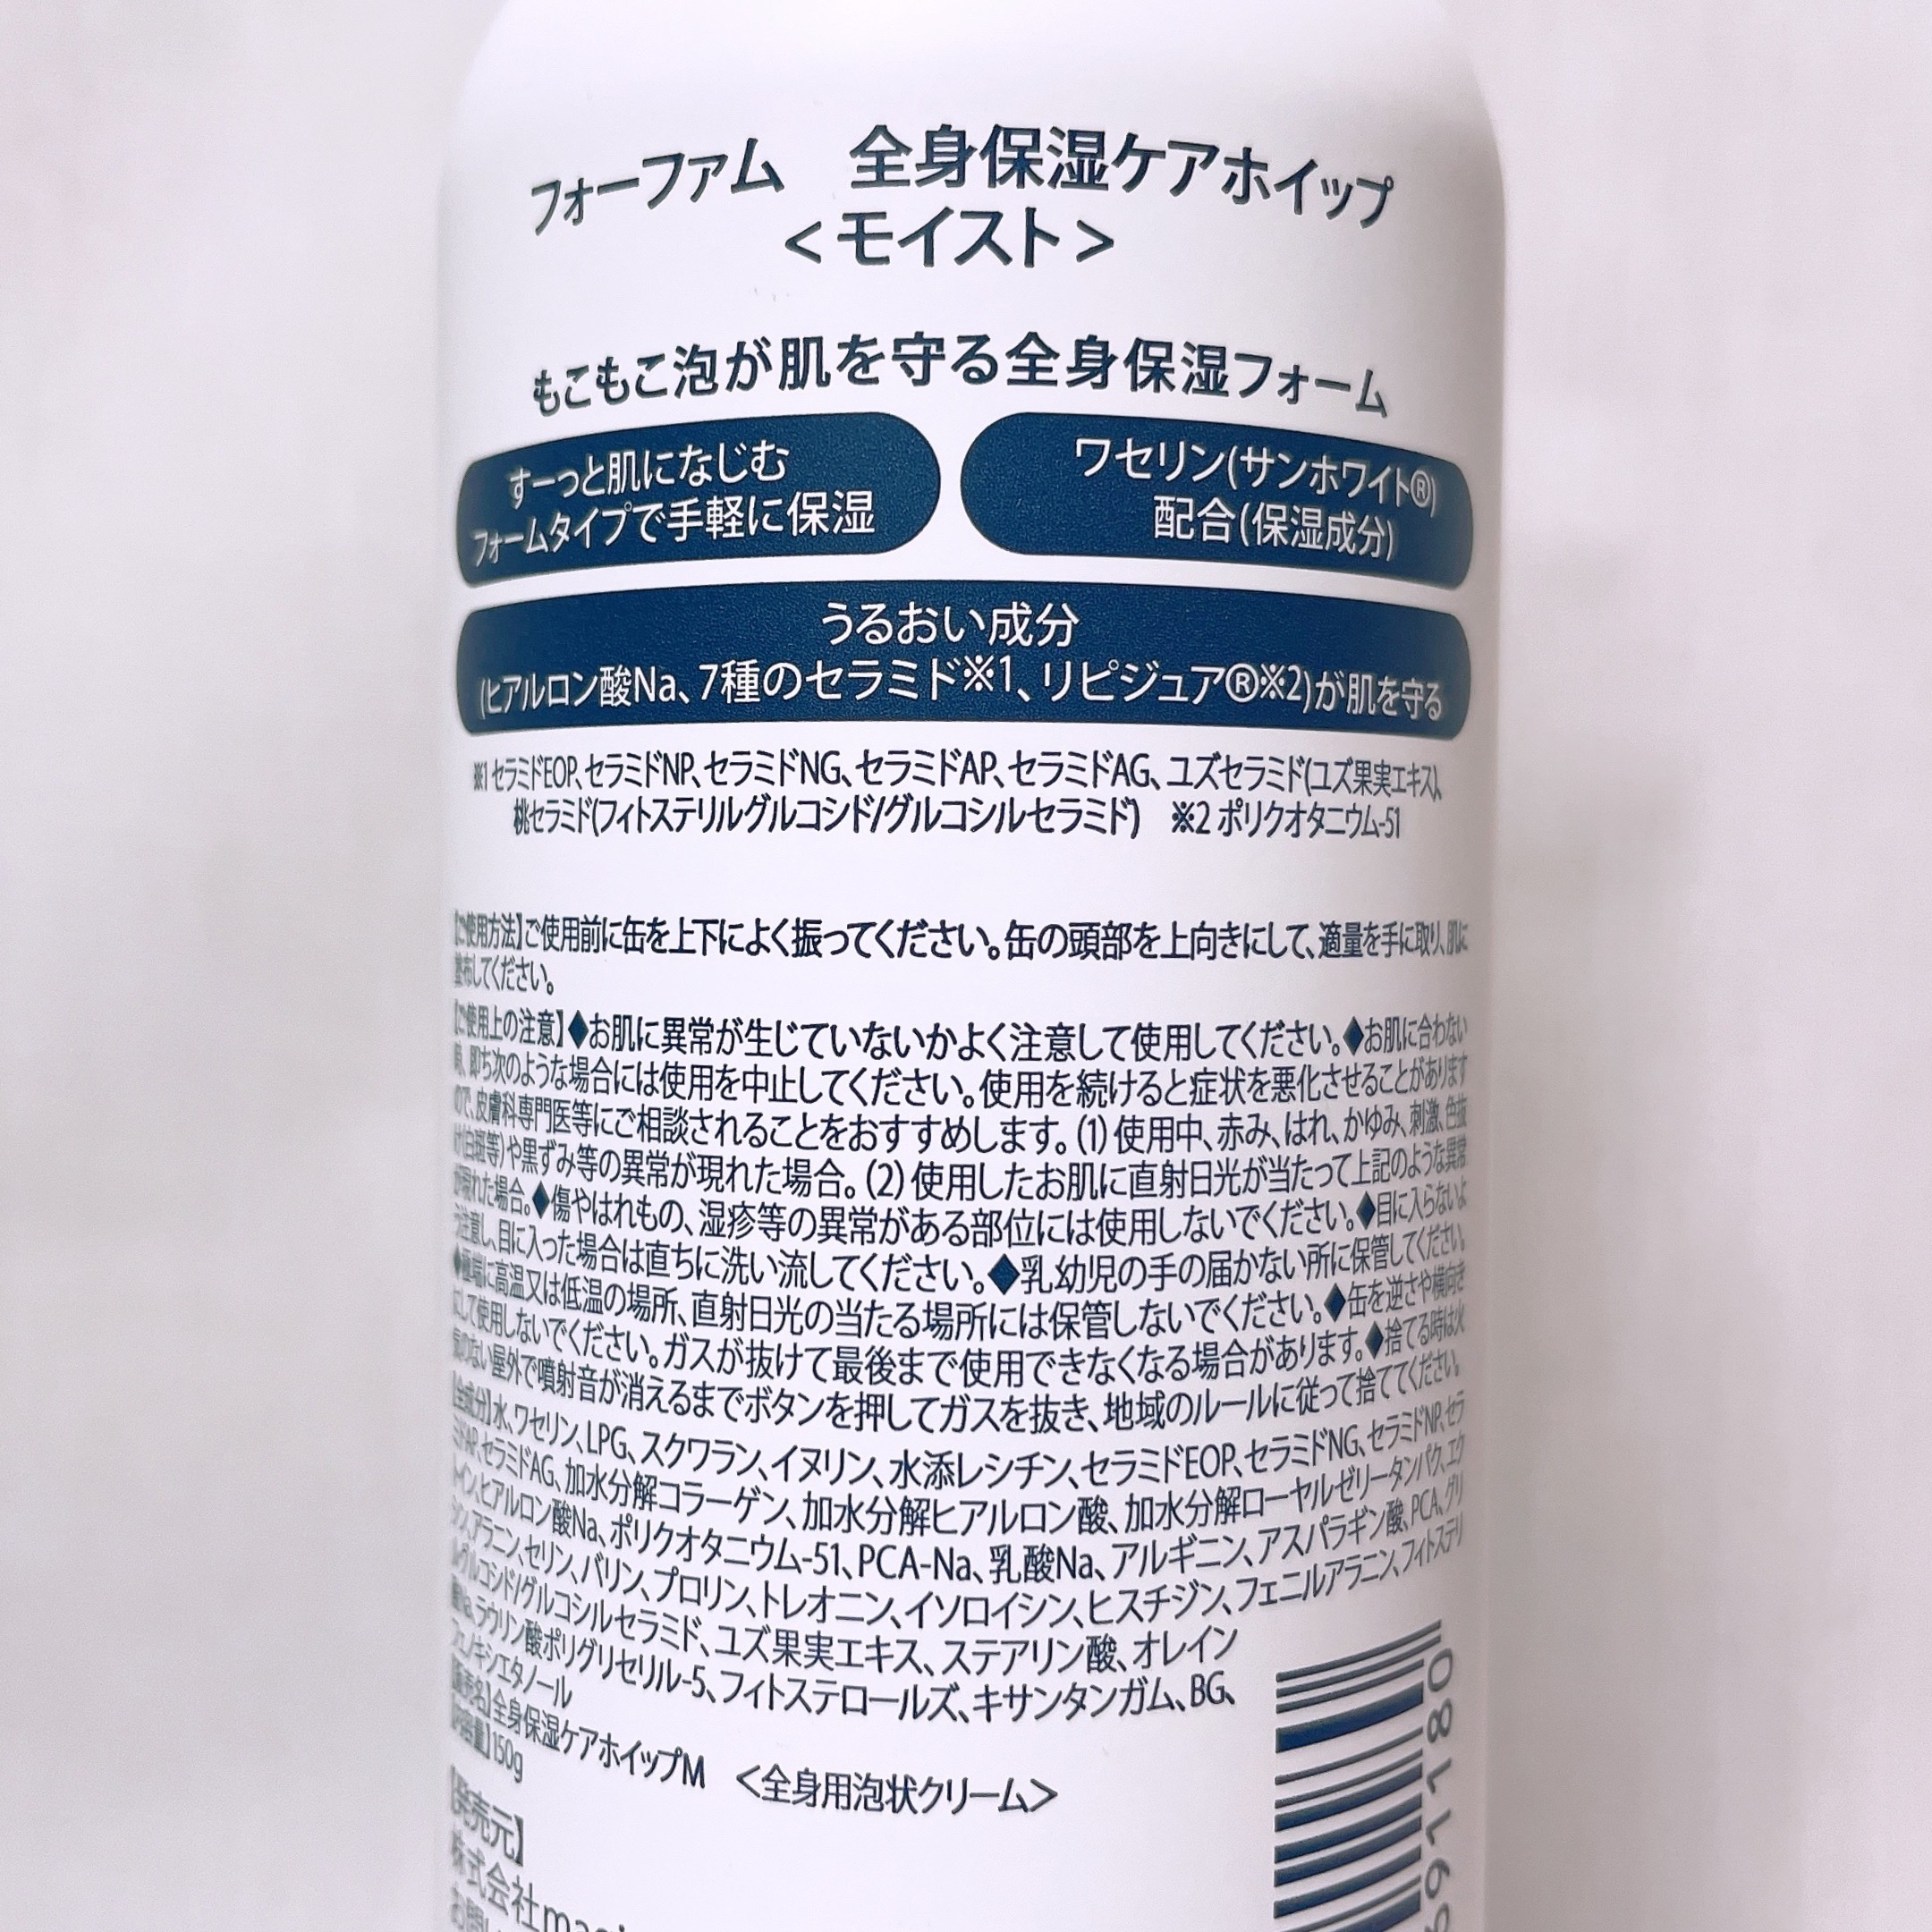 フォーファム　全身保湿ケアホイップ
＜モイスト＞
もこもこ泡が肌を守る全身保湿フォーム
すーっと肌になじむ
フォームタイプで手軽に保湿
ワセリン(サンホワイト®)
配合(保湿成分)
うるおい成分
(ヒアルロン酸Na、7種のセラミド※1、リピジュア®※2)が肌を守る
※1 セラミドEOP、セラミドNP、セラミドNG、セラミドAP、セラミドAG、ユズセラミド(ユズ果実エキス)、
桃セラミド(フィトステリルグルコシド/グルコシルセラミド)　※2 ポリクオタニウム-51
【ご使用方法】ご使用前に缶を上下によく振ってください。缶の頭部を上向きにして、適量を手に取り、肌に
塗布してください。
【ご使用上の注意】◆お肌に異常が生じていないかよく注意して使用してください。◆お肌に合わない
時、即ち次のような場合には使用を中止してください。使用を続けると症状を悪化させることがあります
ので、皮膚科専門医等にご相談されることをおすすめします。(1) 使用中、赤み、はれ、かゆみ、刺激、色抜
け(白斑等)や黒ずみ等の異常が現れた場合。(2) 使用したお肌に直射日光が当たって上記のような異常
が現れた場合。◆傷やはれもの、湿疹等の異常がある部位には使用しないでください。◆目に入らないよ
う注意し、目に入った場合は直ちに洗い流してください。◆乳幼児の手の届かない所に保管してください。
◆極端に高温又は低温の場所、直射日光の当たる場所には保管しないでください。◆缶を逆さや横向き
にして使用しないでください。ガスが抜けて最後まで使用できなくなる場合があります。◆捨てる時は火
気のない屋外で噴射音が消えるまでボタンを押してガスを抜き、地域のルールに従って捨ててください。
【全成分】水、ワセリン、LPG、スクワラン、イヌリン、水添レシチン、セラミドEOP、セラミドNG、セラミドNP、セラ
ミドAP、セラミドAG、加水分解コラーゲン、加水分解ヒアルロン酸、加水分解ローヤルゼリータンパク、エク
トイン、ヒアルロン酸Na、ポリクオタニウム-51、PCA-Na、乳酸Na、アルギニン、アスパラギン酸、PCA、グリ
シン、アラニン、セリン、バリン、プロリン、トレオニン、イソロイシン、ヒスチジン、フェニルアラニン、フィトステリ
ルグルコシド/グルコシルセラミド、ユズ果実エキス、ステアリン酸、オレイン
酸Na、ラウリン酸ポリグリセリル-5、フィトステロールズ、キサンタンガム、BG、
フェノキシエタノール
【販売名】全身保湿ケアホイップM　＜全身用泡状クリーム＞
【内容量】150g
【発売元】
株式会社
081169